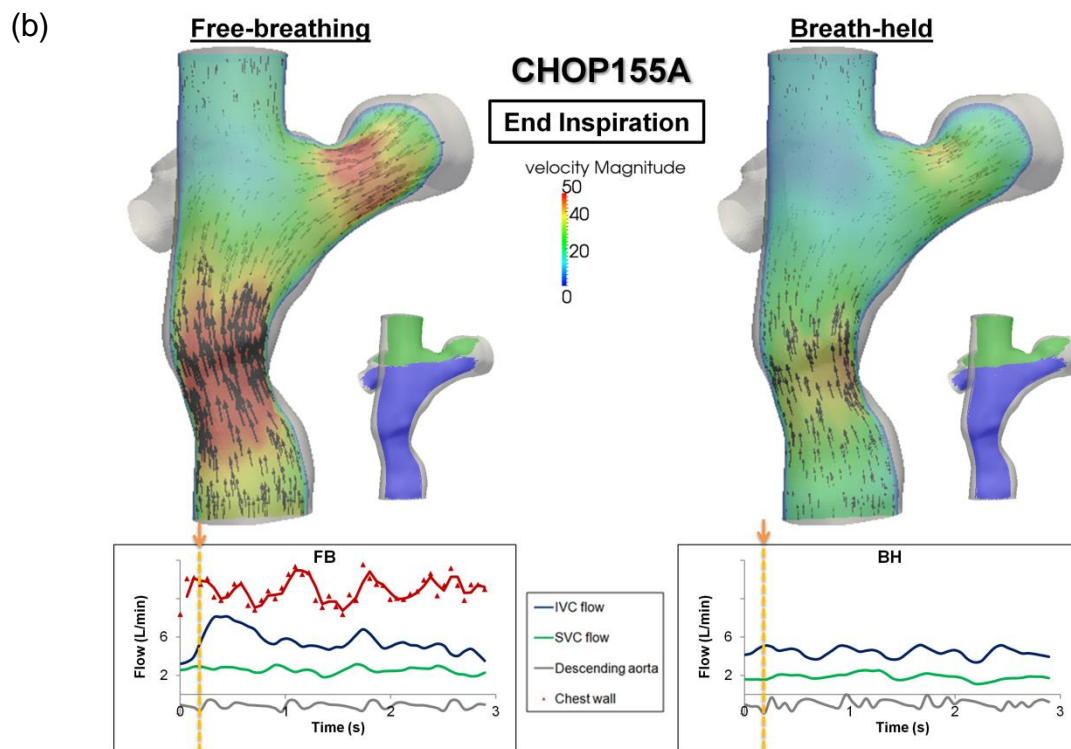 (b)
Free-breathing
Breath-held
CHOP155A
End Inspiration
velocity Magnitude
50
40
20
0
FB
Flow (L/min)
6
2
0
1
2
3
Time (s)
IVC flow
SVC flow
Descending aorta
Chest wall
BH
Flow (L/min)
6
2
0
1
2
3
Time (s)